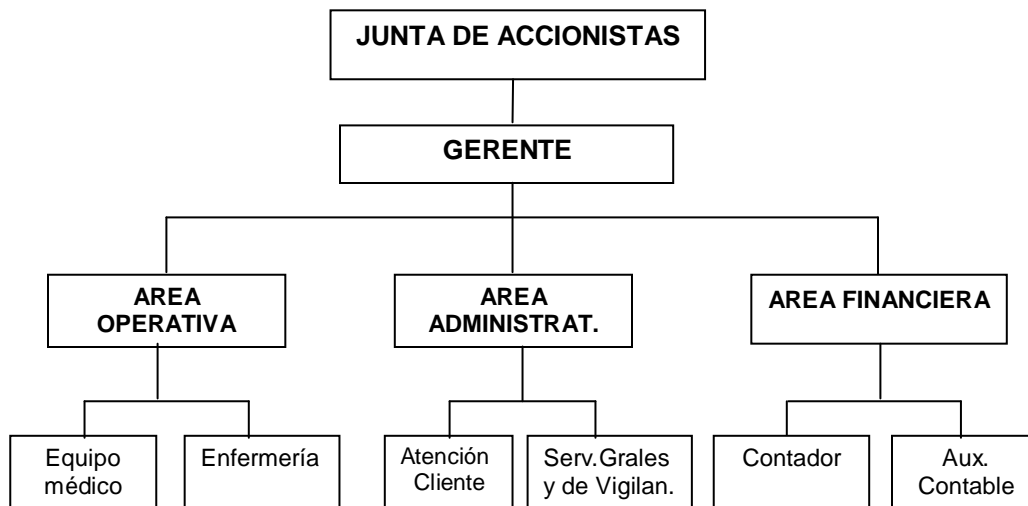 JUNTA DE ACCIONISTAS
GERENTE
AREA
OPERATIVA
AREA
ADMINISTRAT.
AREA FINANCIERA
Equipo
médico
Enfermería
Atención
Cliente
Serv.Grales
y de Vigilan.
Contador
Aux.
Contable